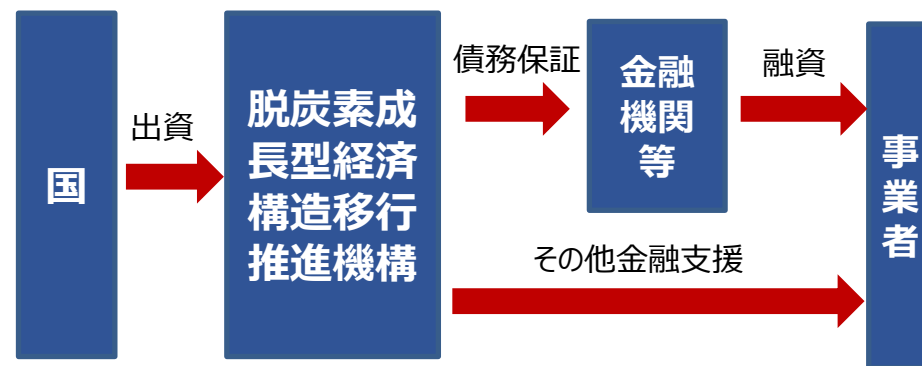 国
出資
脱炭素成
長型経済
構造移行
推進機構
債務保証
金融
機関
等
融資
その他金融支援
事
業
者